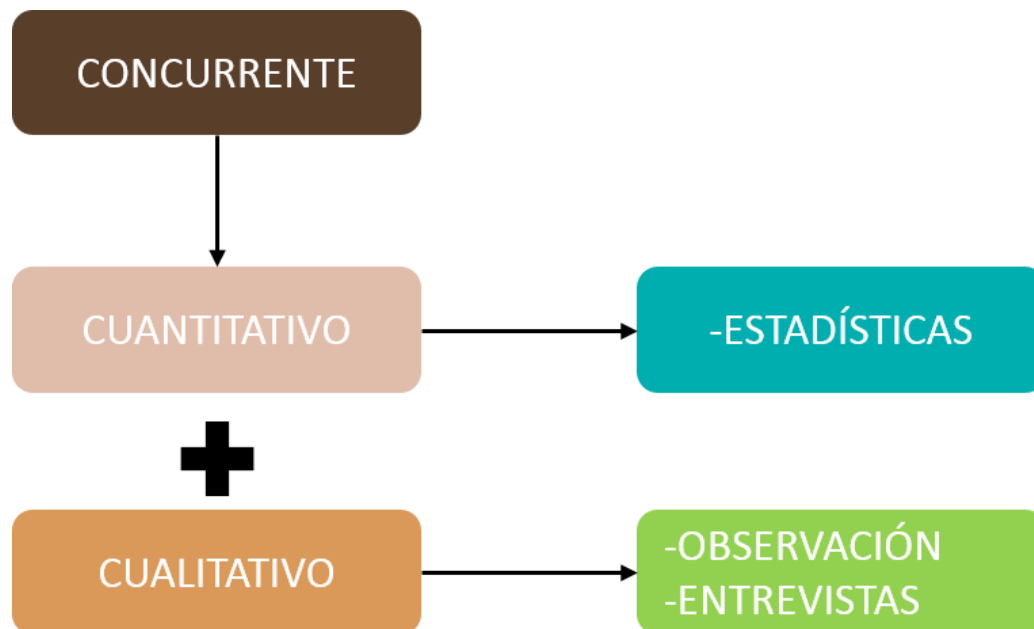 CONCURRENTE
CUANTITATIVO
-ESTADÍSTICAS
CUALITATIVO
-OBSERVACIÓN
-ENTREVISTAS